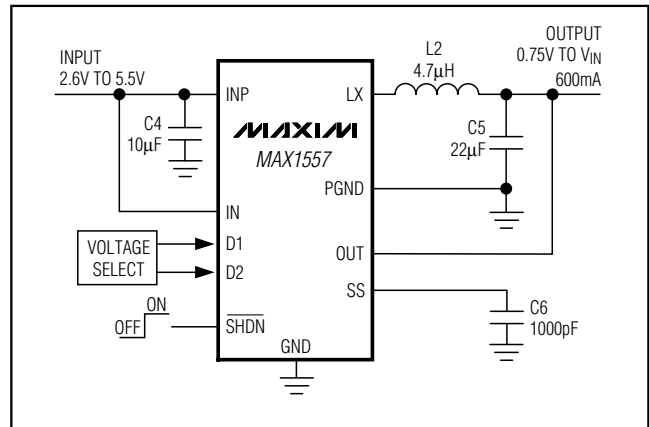 INPUT
2.6V TO 5.5V
C4
10μF
INP
IN
VOLTAGE
SELECT
D1
D2
ON
OFF
SHDN
MAXIM
MAX1557
GND
LX
PGND
OUT
SS
L2
4.7μH
OUTPUT
0.75V TO VIN
600mA
C5
22μF
C6
1000pF